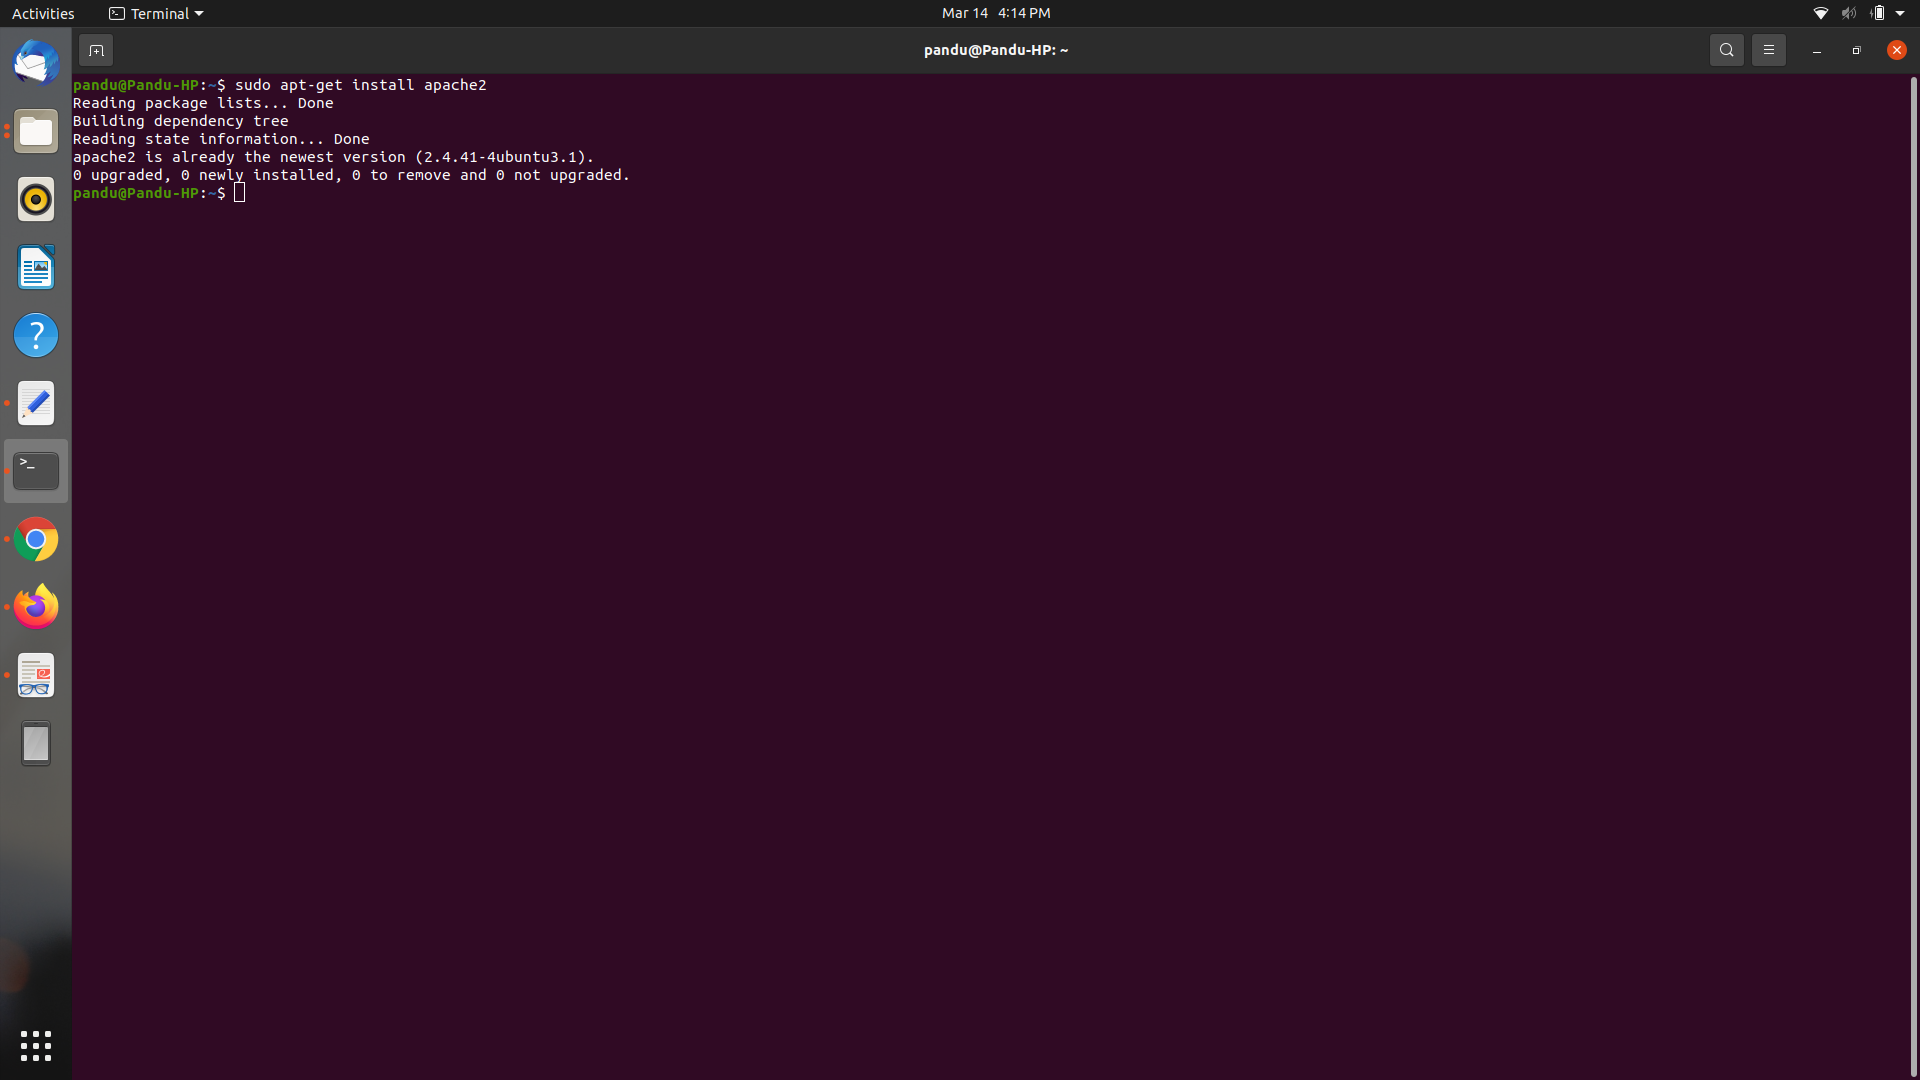 Activities
Terminal
Mar 14 4:14 PM
pandu@Pandu-HP: ~
pandu@Pandu-HP:~$ sudo apt-get install apache2
Reading package lists... Done
Building dependency tree
Reading state information... Done
apache2 is already the newest version (2.4.41-4ubuntu3.1).
0 upgraded, 0 newly installed, 0 to remove and 0 not upgraded.
pandu@Pandu-HP:~$